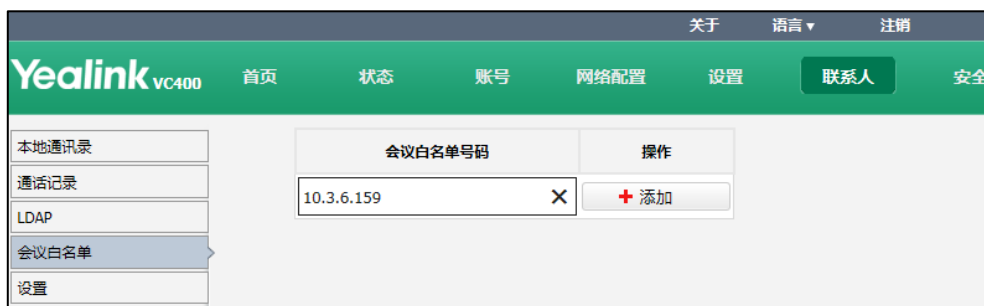 关于 语言▼ 注销
Yealink VC400 首页 状态 账号 网络配置 设置 联系人 安全
本地通讯录
通话记录
LDAP
会议白名单
设置
会议白名单号码 操作
10.3.6.159 添加